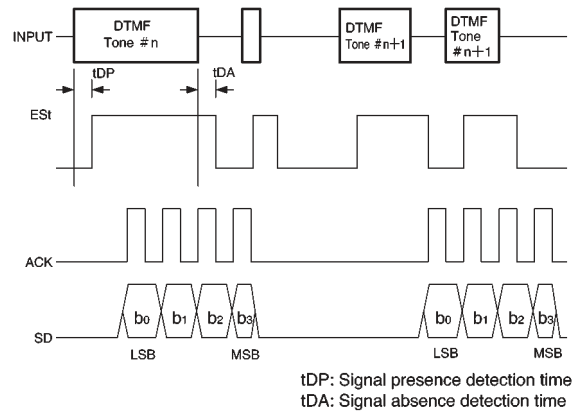 INPUT
DTMF
Tone #n
DTMF
Tone #n+1
DTMF
Tone
#n+1
tDP
tDA
ESt
ACK
SD
b0
b1
b2
b3
b0
b1
b2
b3
LSB
MSB
LSB
MSB
tDP: Signal presence detection time
tDA: Signal absence detection time